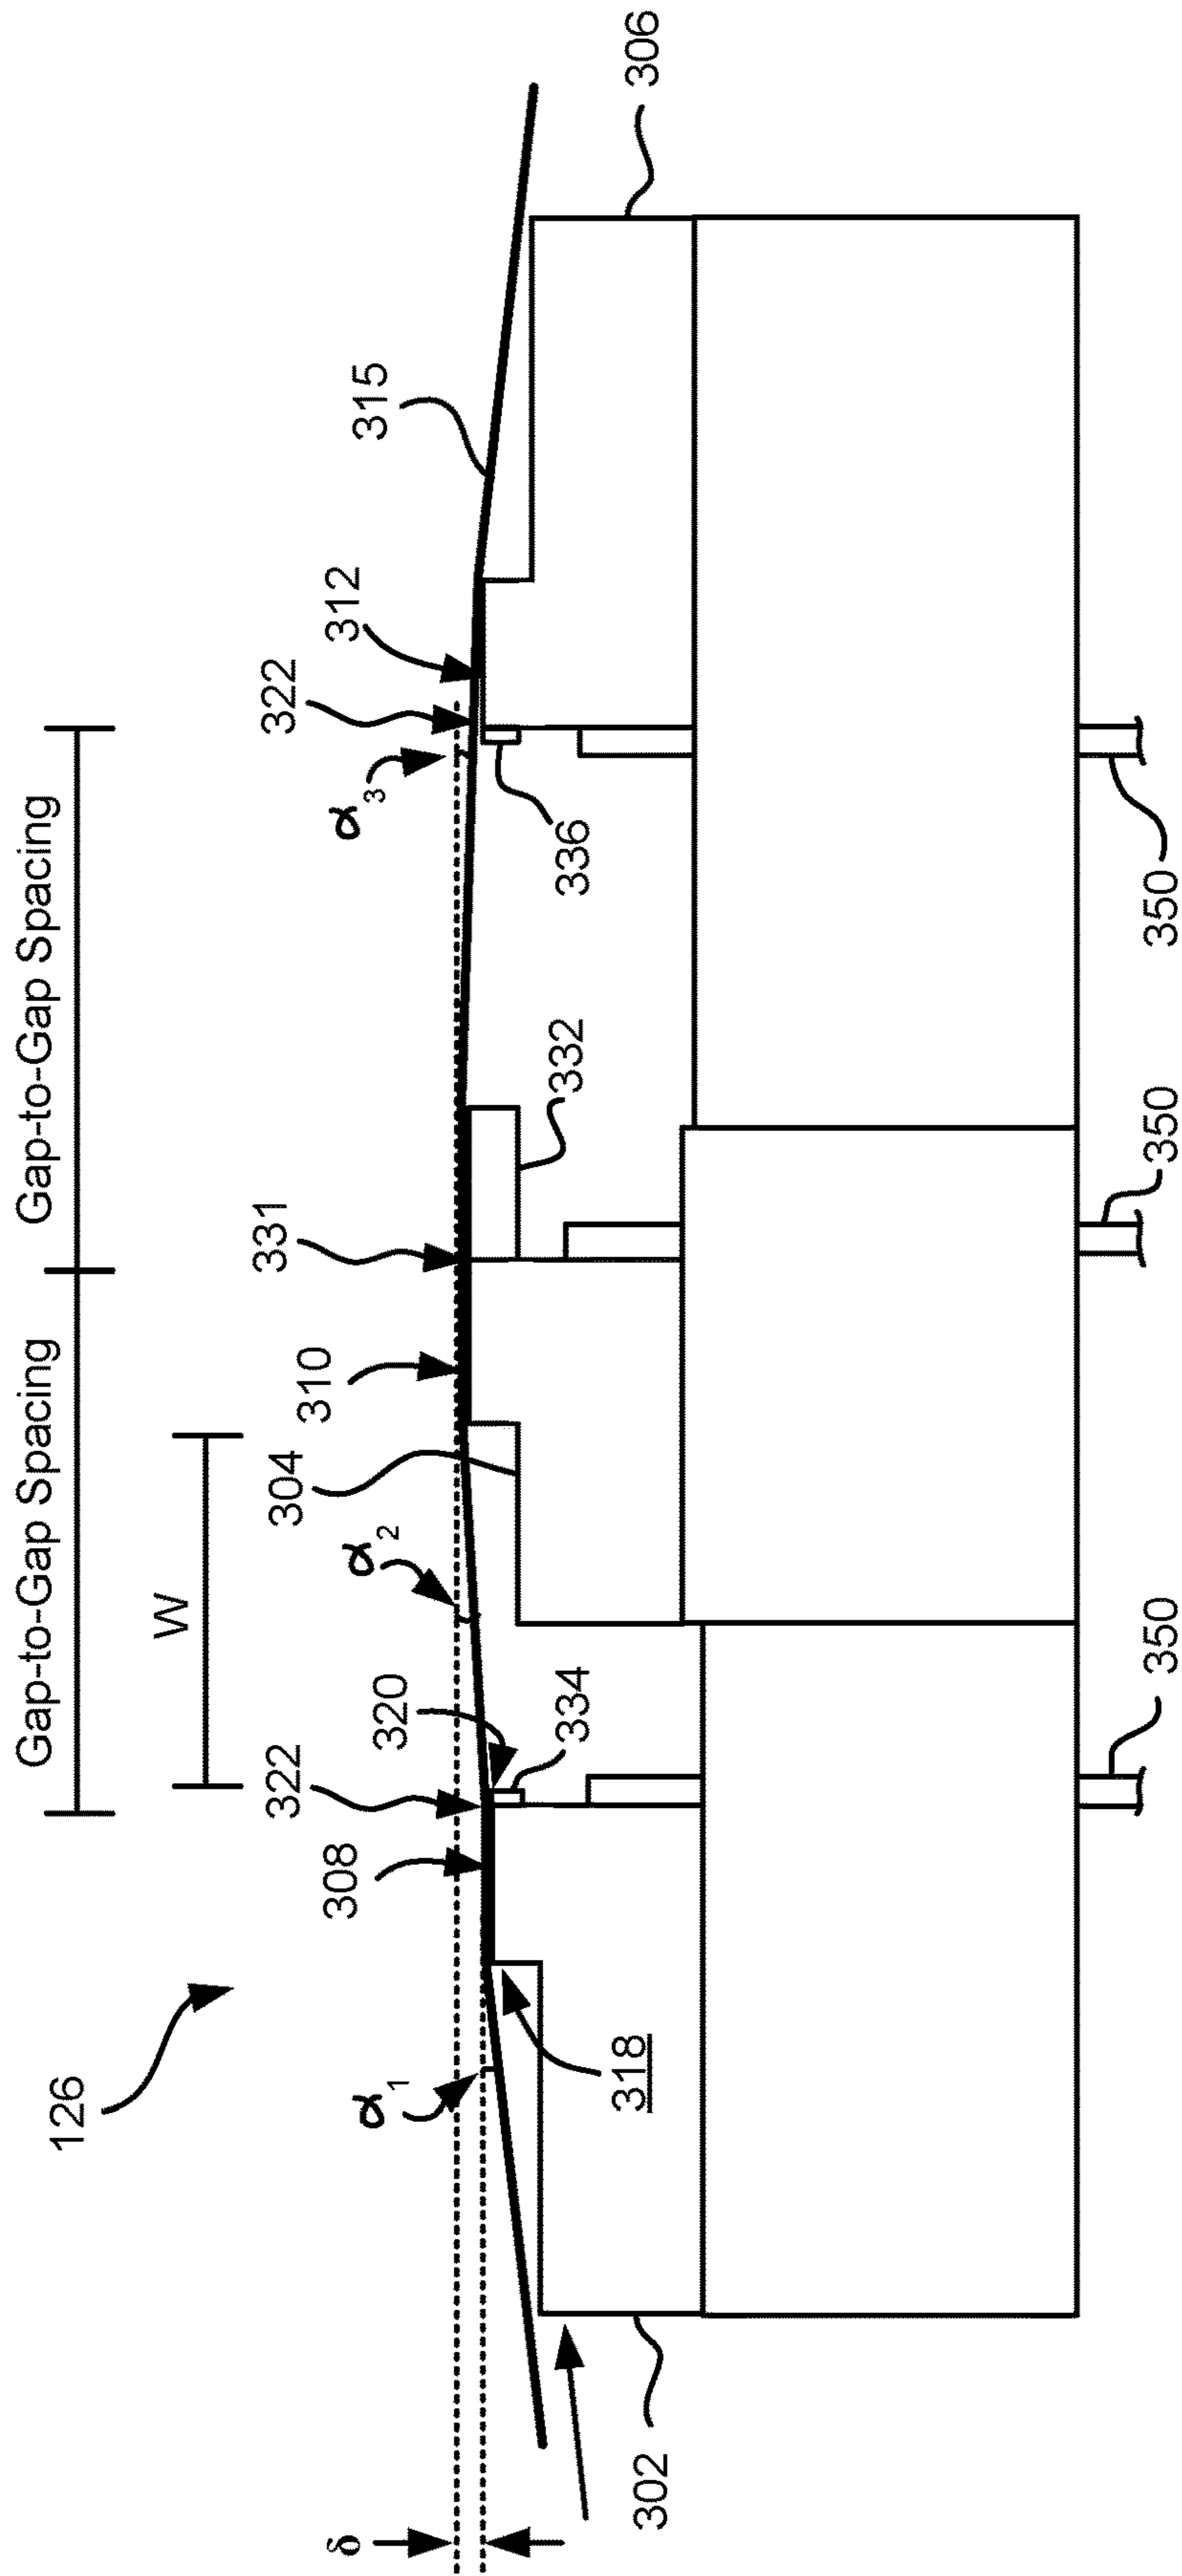 Gap-to-Gap Spacing
Gap-to-Gap Spacing
W
126
δ
α1
308
322
320
α2
304
310
331
332
α3
322
312
315
336
334
318
302
306
350
350
350